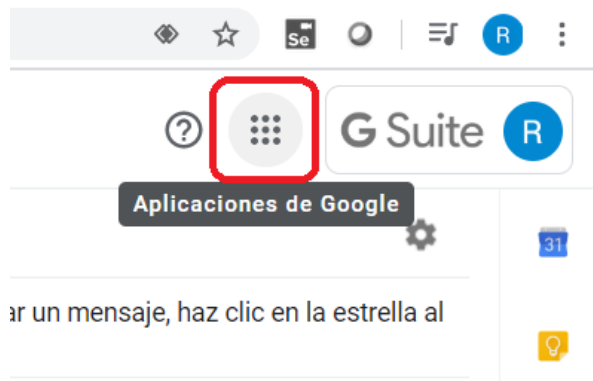 Se
R
G Suite
R
Aplicaciones de Google
31
ar un mensaje, haz clic en la estrella al